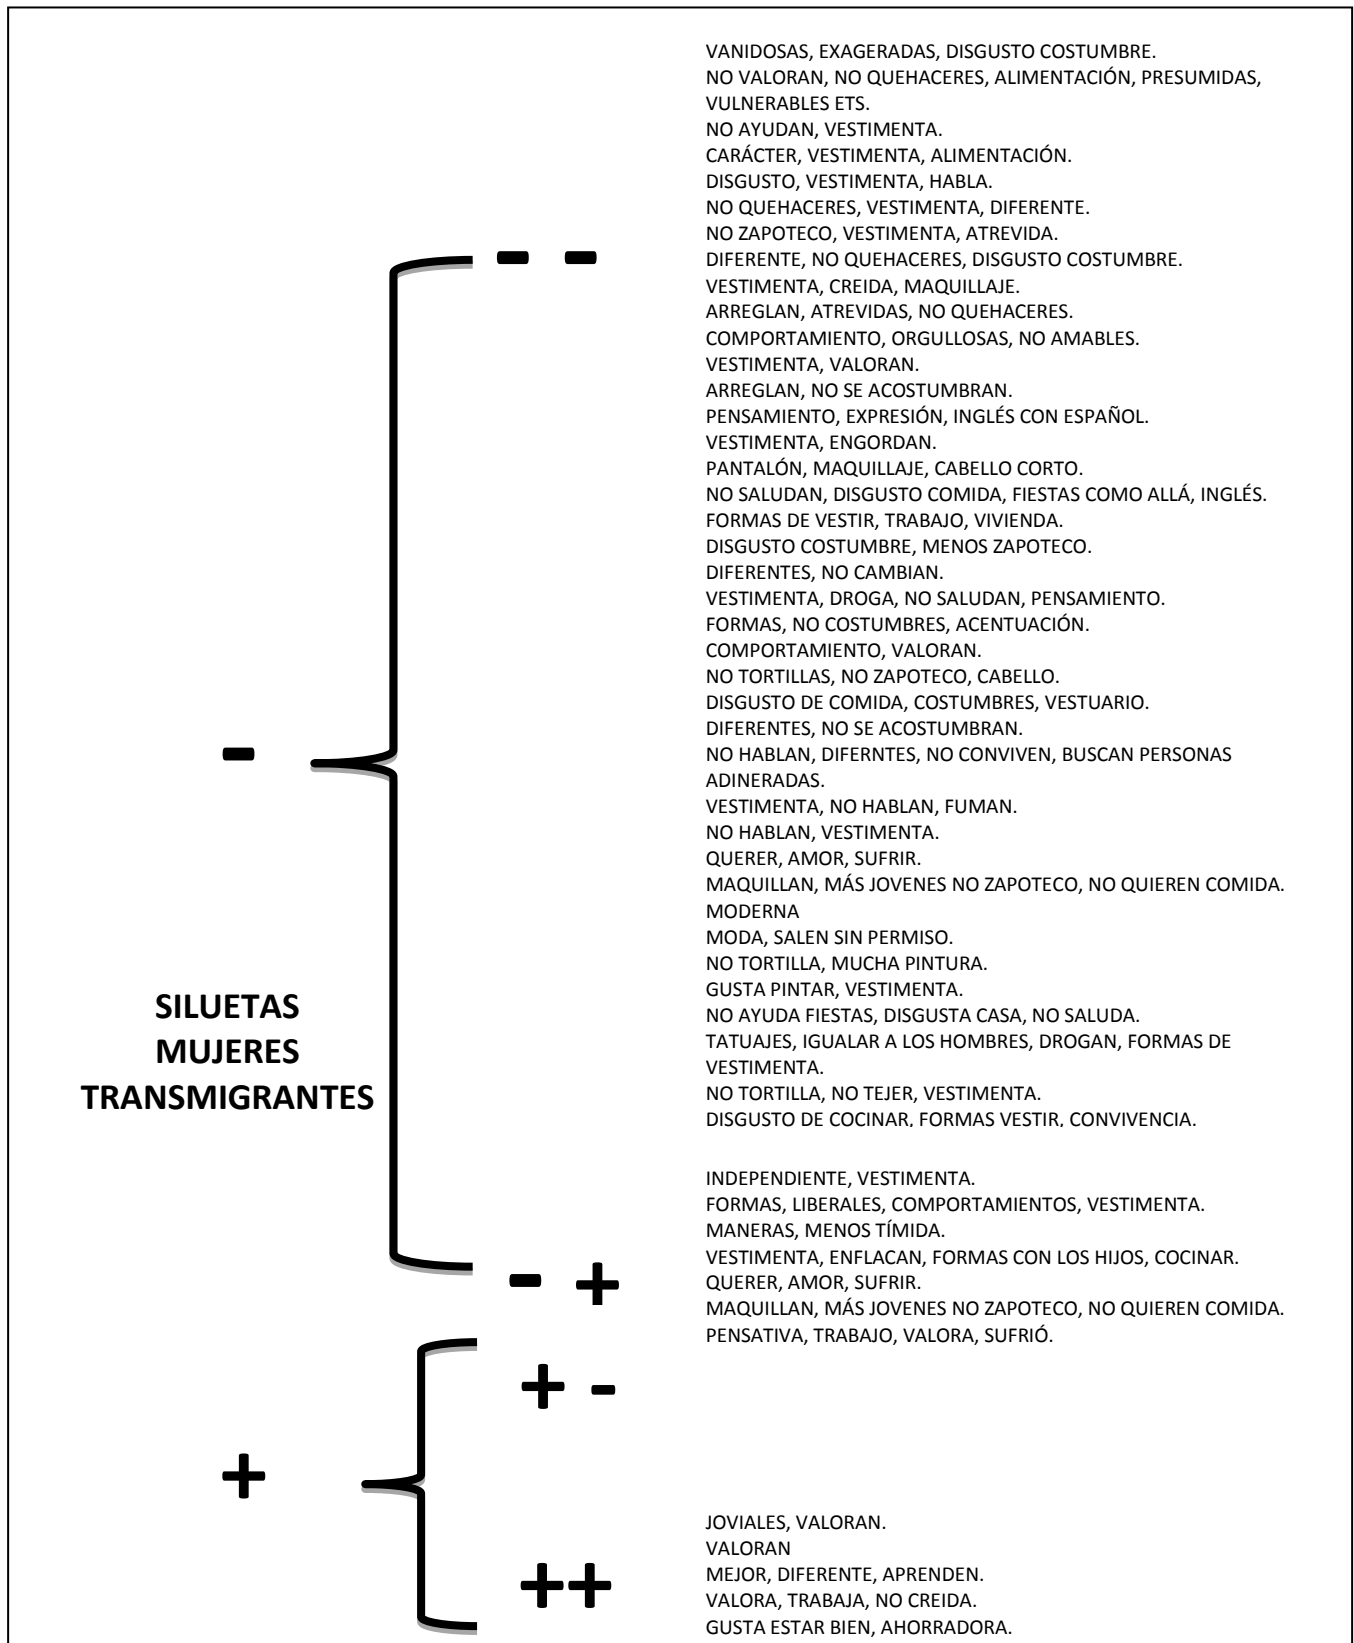 VANIDOSAS, EXAGERADAS, DISGUSTO COSTUMBRE.
NO VALORAN, NO QUEHACERES, ALIMENTACIÓN, PRESUMIDAS,
VULNERABLES ETS.
NO AYUDAN, VESTIMENTA.
CARÁCTER, VESTIMENTA, ALIMENTACIÓN.
DISGUSTO, VESTIMENTA, HABLA.
NO QUEHACERES, VESTIMENTA, DIFERENTE.
NO ZAPOTECO, VESTIMENTA, ATREVIDA.
- -
DIFERENTE, NO QUEHACERES, DISGUSTO COSTUMBRE.
VESTIMENTA, CREIDA, MAQUILLAJE.
ARREGLAN, ATREVIDAS, NO QUEHACERES.
COMPORTAMIENTO, ORGULLOSAS, NO AMABLES.
VESTIMENTA, VALORAN.
ARREGLAN, NO SE ACOSTUMBRAN.
PENSAMIENTO, EXPRESIÓN, INGLÉS CON ESPAÑOL.
VESTIMENTA, ENGORDAN.
PANTALÓN, MAQUILLAJE, CABELLO CORTO.
NO SALUDAN, DISGUSTO COMIDA, FIESTAS COMO ALLÁ, INGLÉS.
FORMAS DE VESTIR, TRABAJO, VIVIENDA.
DISGUSTO COSTUMBRE, MENOS ZAPOTECO.
DIFERENTES, NO CAMBIAN.
VESTIMENTA, DROGA, NO SALUDAN, PENSAMIENTO.
FORMAS, NO COSTUMBRES, ACENTUACIÓN.
COMPORTAMIENTO, VALORAN.
NO TORTILLAS, NO ZAPOTECO, CABELLO.
DISGUSTO DE COMIDA, COSTUMBRES, VESTUARIO.
DIFERENTES, NO SE ACOSTUMBRAN.
-
NO HABLAN, DIFERNTES, NO CONVIVEN, BUSCAN PERSONAS
ADINERADAS.
VESTIMENTA, NO HABLAN, FUMAN.
NO HABLAN, VESTIMENTA.
QUERER, AMOR, SUFRIR.
MAQUILLAN, MÁS JOVENES NO ZAPOTECO, NO QUIEREN COMIDA.
MODERNA
MODA, SALEN SIN PERMISO.
NO TORTILLA, MUCHA PINTURA.
GUSTA PINTAR, VESTIMENTA.
NO AYUDA FIESTAS, DISGUSTA CASA, NO SALUDA.
TATUAJES, IGUALAR A LOS HOMBRES, DROGAN, FORMAS DE
VESTIMENTA.
NO TORTILLA, NO TEJER, VESTIMENTA.
DISGUSTO DE COCINAR, FORMAS VESTIR, CONVIVENCIA.
SILUETAS
MUJERES
TRANSMIGRANTES
INDEPENDIENTE, VESTIMENTA.
FORMAS, LIBERALES, COMPORTAMIENTOS, VESTIMENTA.
MANERAS, MENOS TÍMIDA.
VESTIMENTA, ENFLACAN, FORMAS CON LOS HIJOS, COCINAR.
- +
QUERER, AMOR, SUFRIR.
MAQUILLAN, MÁS JOVENES NO ZAPOTECO, NO QUIEREN COMIDA.
PENSATIVA, TRABAJO, VALORA, SUFRIÓ.
+ -
+
JOVIALES, VALORAN.
VALORAN
MEJOR, DIFERENTE, APRENDEN.
++
VALORA, TRABAJA, NO CREIDA.
GUSTA ESTAR BIEN, AHORRADORA.